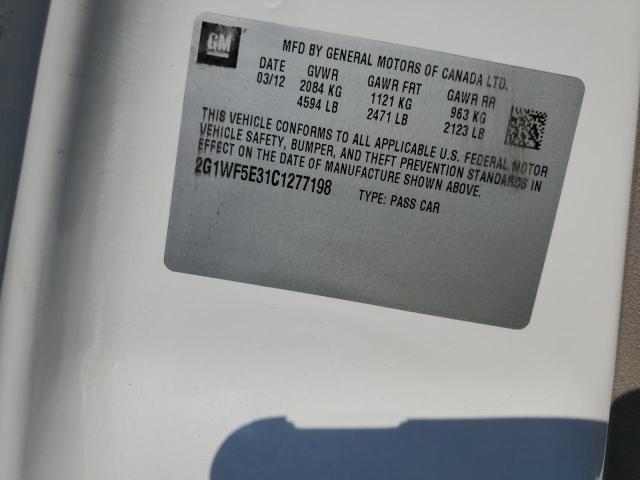 GM
MFD BY GENERAL MOTORS OF CANADA LTD.
DATE GVWR GAWR FRT GAWR RR
03/12 2084 KG 1121 KG 963 KG
4594 LB 2471 LB 2123 LB
THIS VEHICLE CONFORMS TO ALL APPLICABLE U.S. FEDERAL MOTOR
VEHICLE SAFETY, BUMPER, AND THEFT PREVENTION STANDARDS IN
EFFECT ON THE DATE OF MANUFACTURE SHOWN ABOVE.
2G1WF5E31C1277198 TYPE: PASS CAR